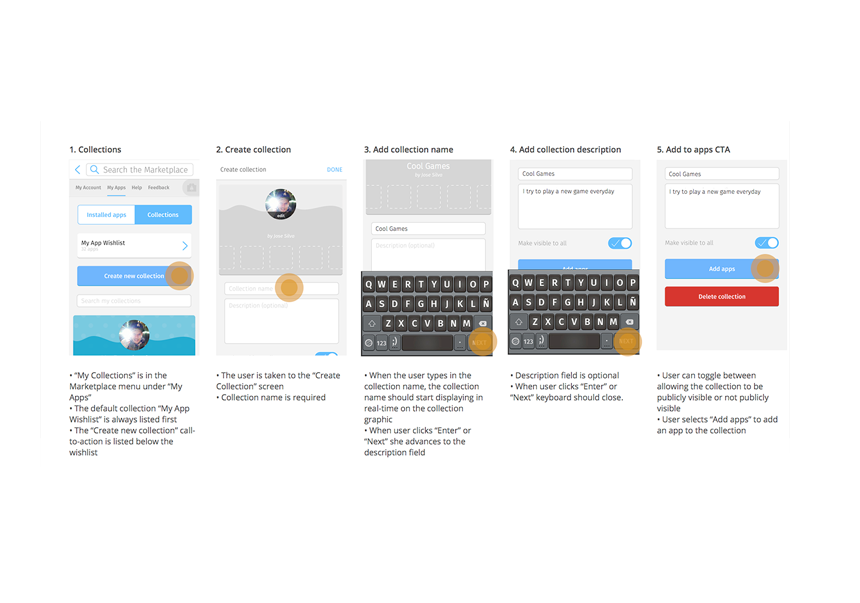 1. Collections
Search the Marketplace
My Account My Apps Help Feedback
Installed apps Collections
My App Wishlist
Create new collection
Search my collections
• “My Collections” is in the
Marketplace menu under “My
Apps”
• The default collection “My App
Wishlist” is always listed first
• The “Create new collection” call-
to-action is listed below the
wishlist
2. Create collection
Create collection DONE
edit
by Jose Silva
Collection name
Description (optional)
• The user is taken to the “Create
Collection” screen
• Collection name is required
3. Add collection name
Cool Games
by Jose Silva
Cool Games
Description (optional)
Q W E R T Y U I O P
A S D F G H J K L Ñ
Z X C V B N M
123 . NEXT
• When the user types in the
collection name, the collection
name should start displaying in
real-time on the collection
graphic
• When user clicks “Enter” or
“Next” she advances to the
description field
4. Add collection description
Cool Games
I try to play a new game everyday
Make visible to all
Add apps
Q W E R T Y U I O P
A S D F G H J K L Ñ
Z X C V B N M
123 . NEXT
• Description field is optional
• When user clicks “Enter” or
“Next” keyboard should close.
5. Add to apps CTA
Cool Games
I try to play a new game everyday
Make visible to all
Add apps
Delete collection
• User can toggle between
allowing the collection to be
publicly visible or not publicly
visible
• User selects “Add apps” to add
an app to the collection